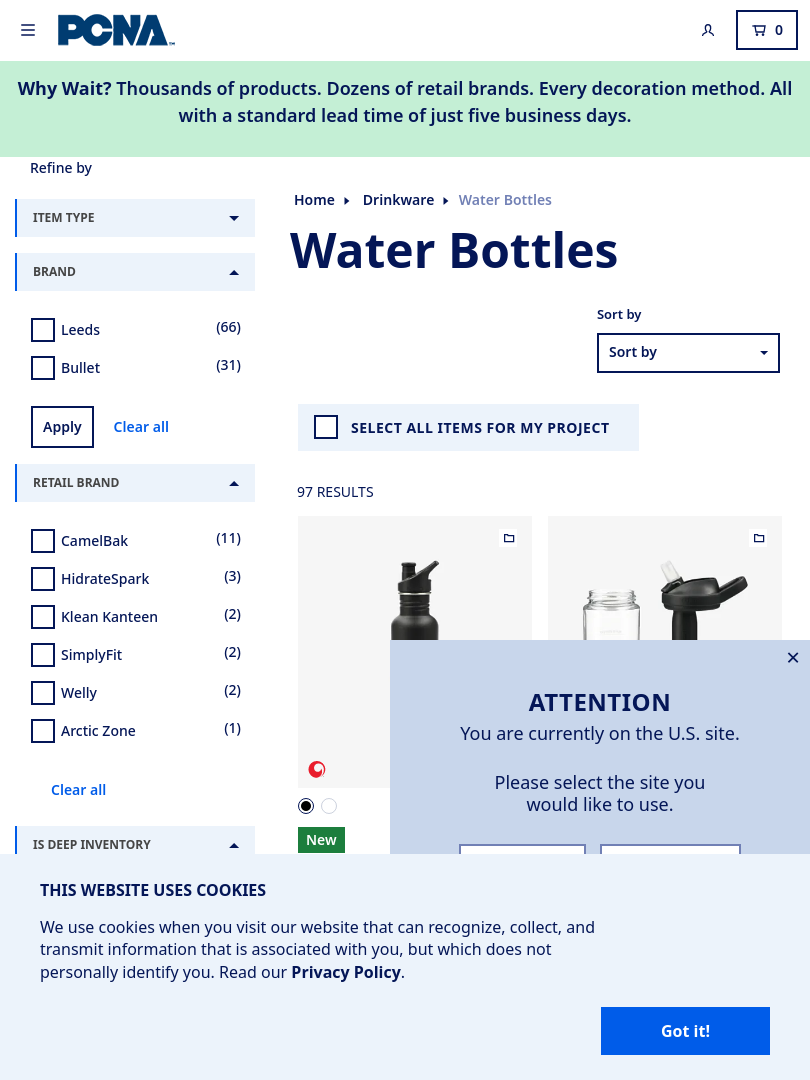 PCNA
0
Why Wait? Thousands of products. Dozens of retail brands. Every decoration method. All
with a standard lead time of just five business days.
Refine by
ITEM TYPE
BRAND
Leeds (66)
Bullet (31)
Apply Clear all
RETAIL BRAND
CamelBak (11)
HidrateSpark (3)
Klean Kanteen (2)
SimplyFit (2)
Welly (2)
Arctic Zone (1)
Clear all
IS DEEP INVENTORY
Home Drinkware Water Bottles
Water Bottles
Sort by
Sort by
SELECT ALL ITEMS FOR MY PROJECT
97 RESULTS
New
ATTENTION
You are currently on the U.S. site.
Please select the site you
would like to use.
THIS WEBSITE USES COOKIES
We use cookies when you visit our website that can recognize, collect, and
transmit information that is associated with you, but which does not
personally identify you. Read our Privacy Policy.
Got it!